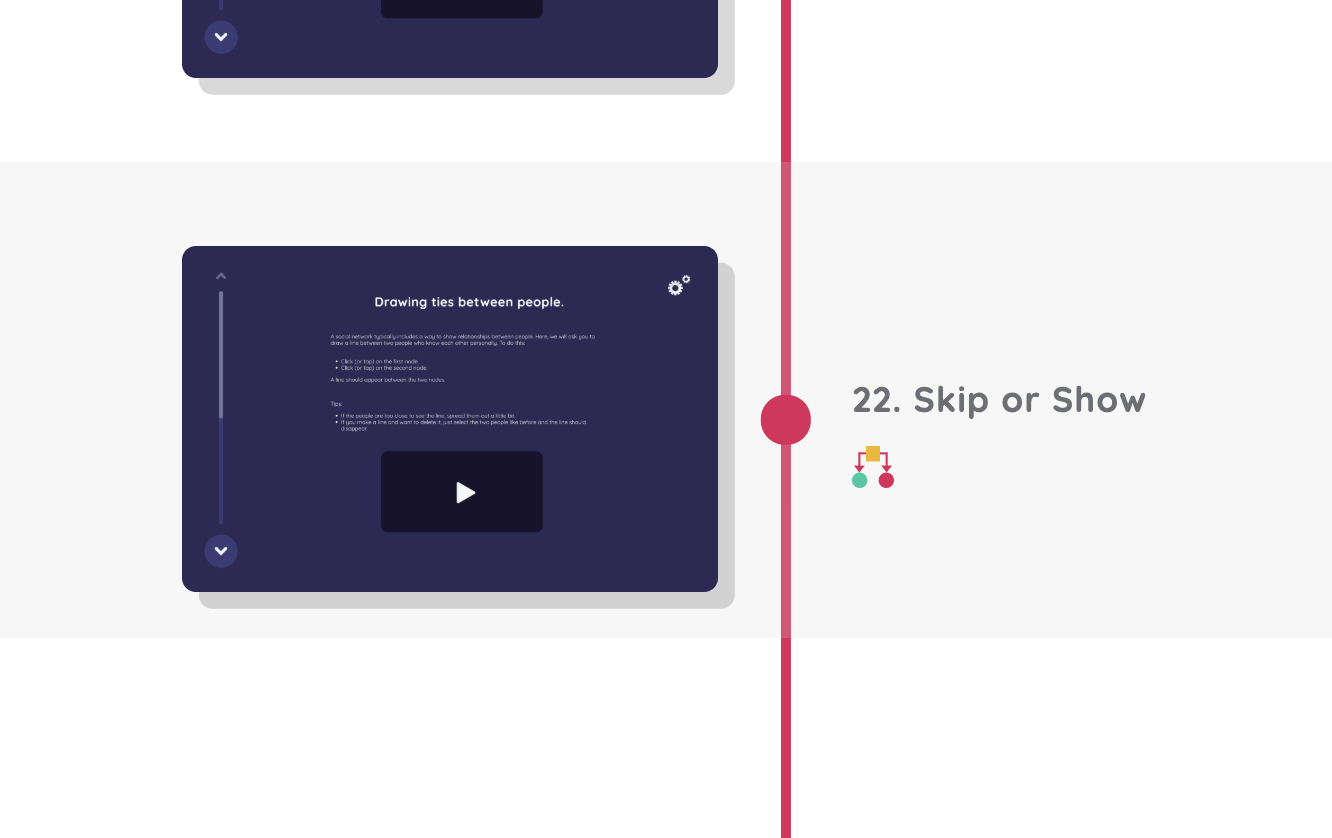 Drawing ties between people.
A social network typically includes a way to show relationships between people. Here, we will ask you to
draw a line between two people who know each other personally. To do this:
• Click (or tap) on the first node
• Click (or tap) on the second node.
A line should appear between the two nodes.
Tips:
• If the people are too close to see the line, spread them out a little bit.
• If you make a line and want to delete it, just select the two people like before and the line should
disappear.
22. Skip or Show